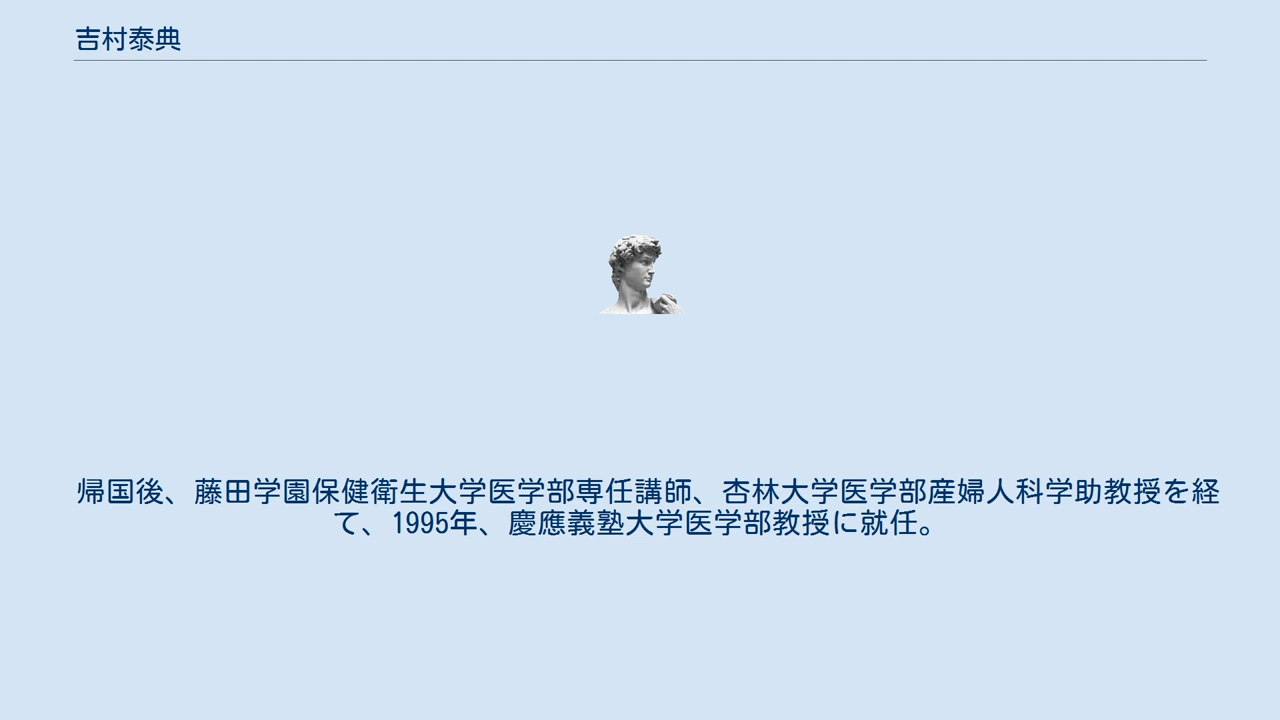 吉村泰典
帰国後、藤田学園保健衛生大学医学部専任講師、杏林大学医学部産婦人科学助教授を経
て、1995年、慶應義塾大学医学部教授に就任。